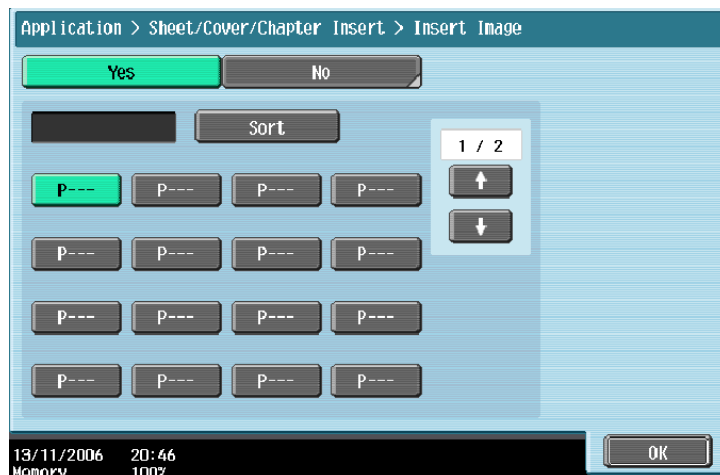 Application > Sheet/Cover/Chapter Insert > Insert Image
Yes No
Sort
1 / 2
P--- P--- P--- P---
P--- P--- P--- P---
P--- P--- P--- P---
P--- P--- P--- P---
OK
13/11/2006 20:46
Memory 100%